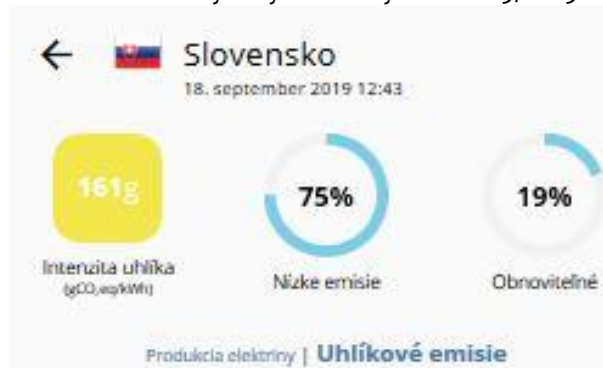 Slovensko
18. september 2019 12:43
161g
75%
19%
Intenzita uhlíka
(gCO₂eq/kWh)
Nízke emisie
Obnoviteľné
Produkcia elektriny | Uhlíkové emisie